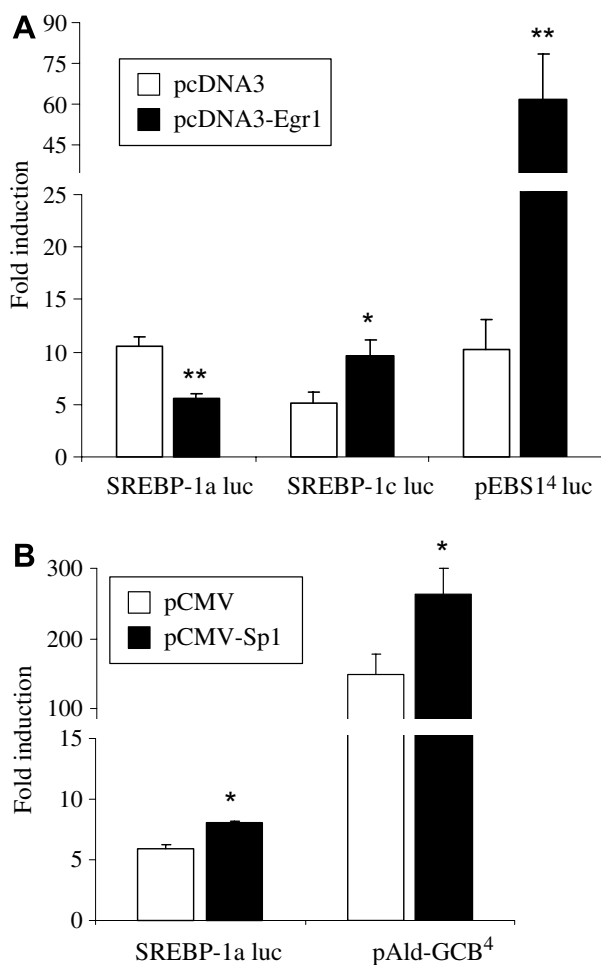 A
90
75
60
45
25
20
15
10
5
0
Fold induction
pcDNA3
pcDNA3-Egr1
**
*
**
SREBP-1a luc
SREBP-1c luc
pEBS1⁴ luc
B
300
200
100
15
10
5
0
Fold induction
pCMV
pCMV-Sp1
*
*
SREBP-1a luc
pAld-GCB⁴